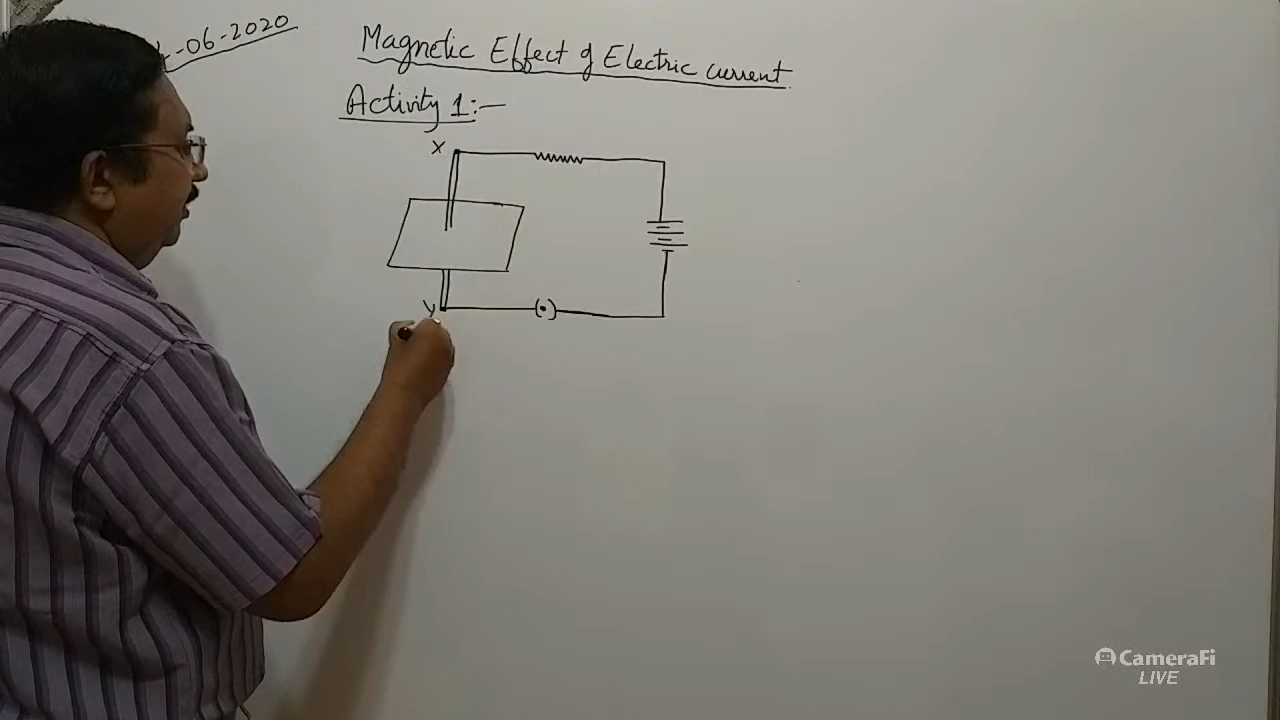 -06-2020
Magnetic Effect of Electric current
Activity 1:-
X
Y
CameraFi
LIVE